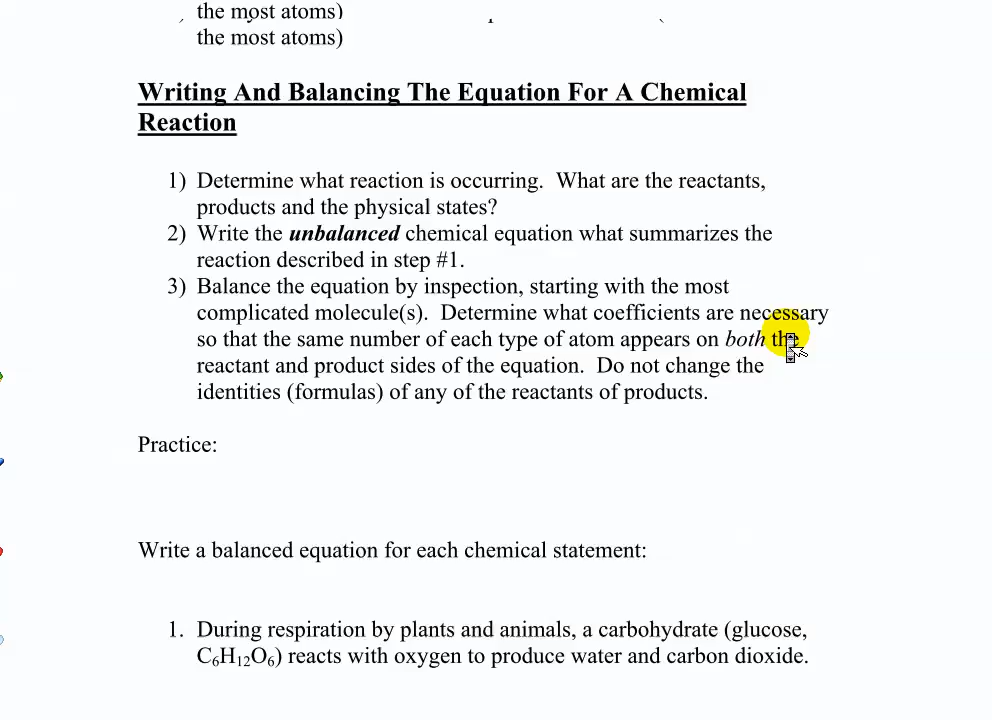 the most atoms)
the most atoms)
Writing And Balancing The Equation For A Chemical
Reaction
1) Determine what reaction is occurring. What are the reactants,
products and the physical states?
2) Write the unbalanced chemical equation what summarizes the
reaction described in step #1.
3) Balance the equation by inspection, starting with the most
complicated molecule(s). Determine what coefficients are necessary
so that the same number of each type of atom appears on both the
reactant and product sides of the equation. Do not change the
identities (formulas) of any of the reactants of products.
Practice:
Write a balanced equation for each chemical statement:
1. During respiration by plants and animals, a carbohydrate (glucose,
C₆H₁₂O₆) reacts with oxygen to produce water and carbon dioxide.